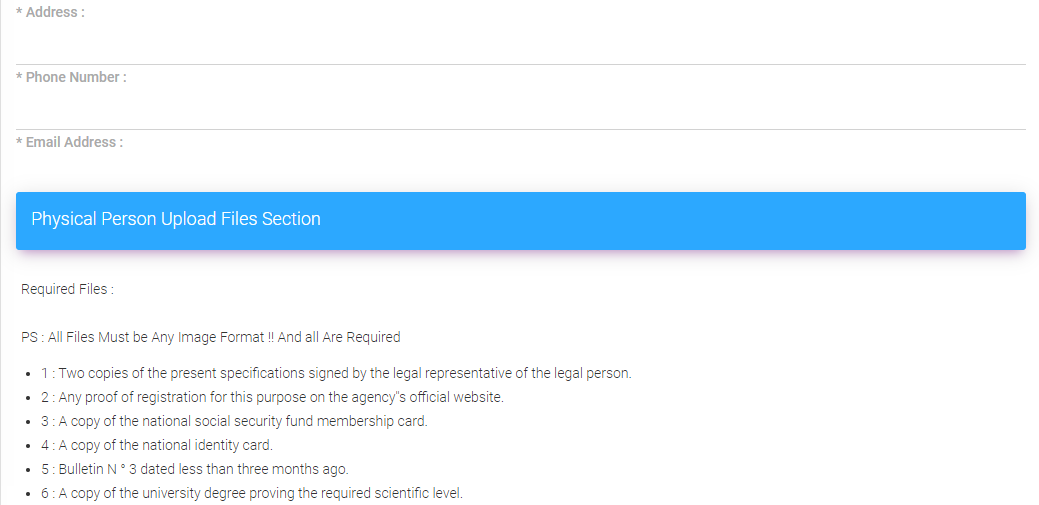 * Address :
* Phone Number :
* Email Address :
Physical Person Upload Files Section
Required Files :
PS : All Files Must be Any Image Format !! And all Are Required
• 1 : Two copies of the present specifications signed by the legal representative of the legal person.
• 2 : Any proof of registration for this purpose on the agency"s official website.
• 3 : A copy of the national social security fund membership card.
• 4 : A copy of the national identity card.
• 5 : Bulletin N ° 3 dated less than three months ago.
• 6 : A copy of the university degree proving the required scientific level.